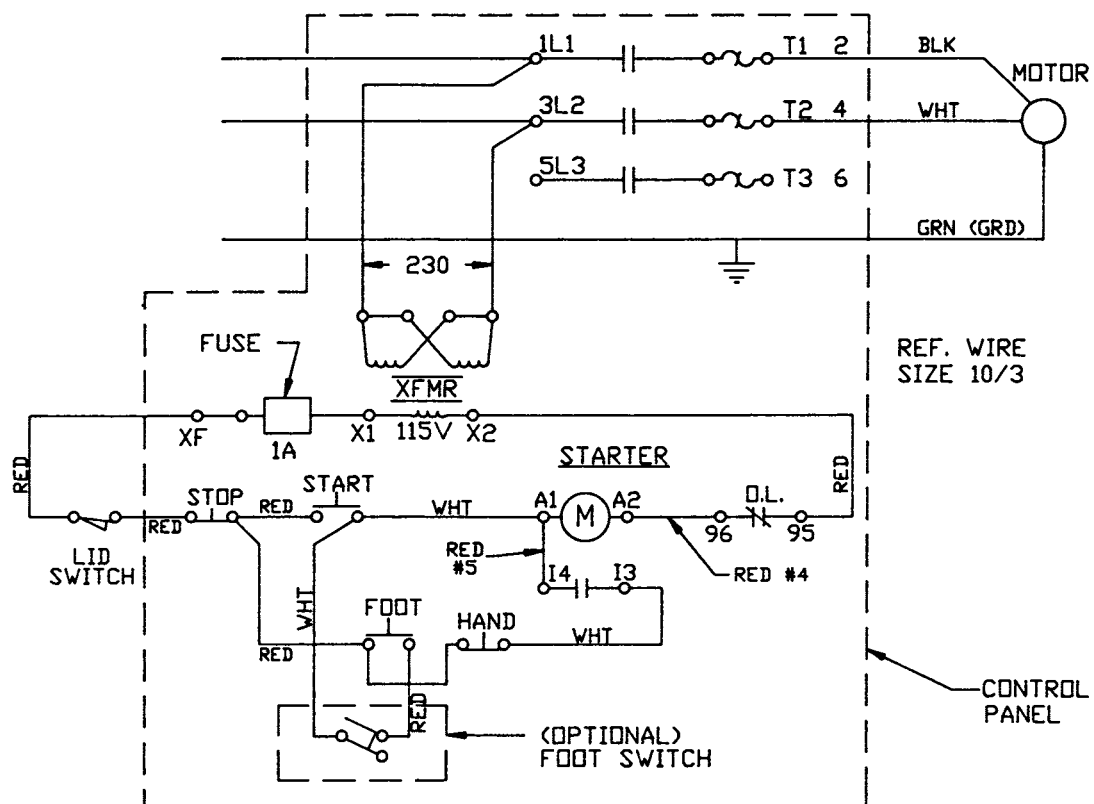 1L1
T1 2
BLK
MOTOR
3L2
T2 4
WHT
5L3
T3 6
GRN (GRD)
230
FUSE
REF. WIRE
SIZE 10/3
XFMR
XF
1A
X1
115V
X2
STARTER
RED
RED
STOP
RED
START
WHT
A1
M
A2
O.L.
RED
96
95
LID
SWITCH
RED
#5
RED #4
I4
I3
WHT
FOOT
HAND
RED
WHT
RED
CONTROL
PANEL
(OPTIONAL)
FOOT SWITCH